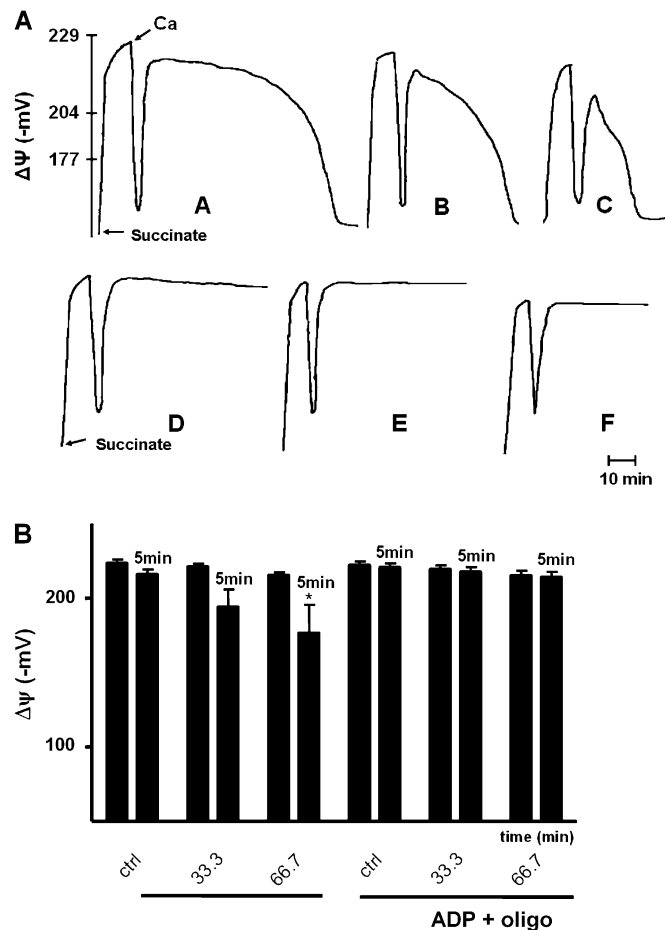 A
229
204
177
ΔΨ (-mV)
Ca
Succinate
A
B
C
Succinate
D
E
F
10 min
B
200
100
Δψ (-mV)
5min
5min
5min
*
5min
5min
5min
time (min)
ctrl
33.3
66.7
ctrl
33.3
66.7
ADP + oligo